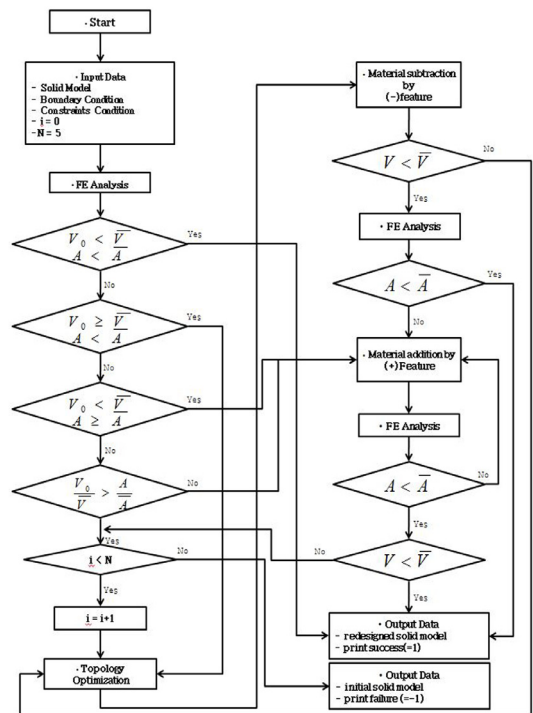 · Start
· Input Data
- Solid Model
- Boundary Condition
- Constraints Condition
- i = 0
- N = 5
· FE Analysis
V₀ < V̅
A < A̅
Yes
No
V₀ ≥ V̅
A < A̅
Yes
No
V₀ < V̅
A ≥ A̅
Yes
No
V₀/V̅ > A/A̅
No
Yes
i < N
No
Yes
i = i+1
· Topology
Optimization
· Material subtraction
by
(-)feature
V < V̅
No
Yes
· FE Analysis
A < A̅
Yes
No
· Material addition by
(+)Feature
· FE Analysis
A < A̅
No
Yes
V < V̅
No
Yes
· Output Data
- redesigned solid model
- print success(=1)
· Output Data
- initial solid model
- print failure (=-1)